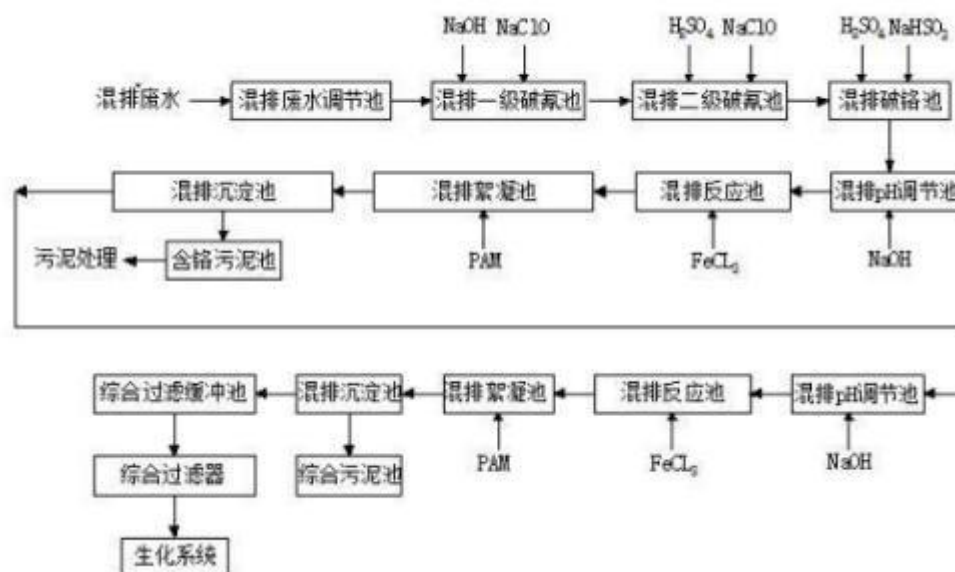 NaOH NaClO
H₂SO₄ NaClO
H₂SO₄ NaHSO₃
混排废水
混排废水调节池
混排一级破氰池
混排二级破氰池
混排破铬池
混排沉淀池
混排絮凝池
混排反应池
混排pHi调节池
污泥处理
含铬污泥池
PAM
FeCL₂
NaOH
综合过滤缓冲池
混排沉淀池
混排絮凝池
混排反应池
混排pHi调节池
综合过滤器
综合污泥池
PAM
FeCL₂
NaOH
生化系统